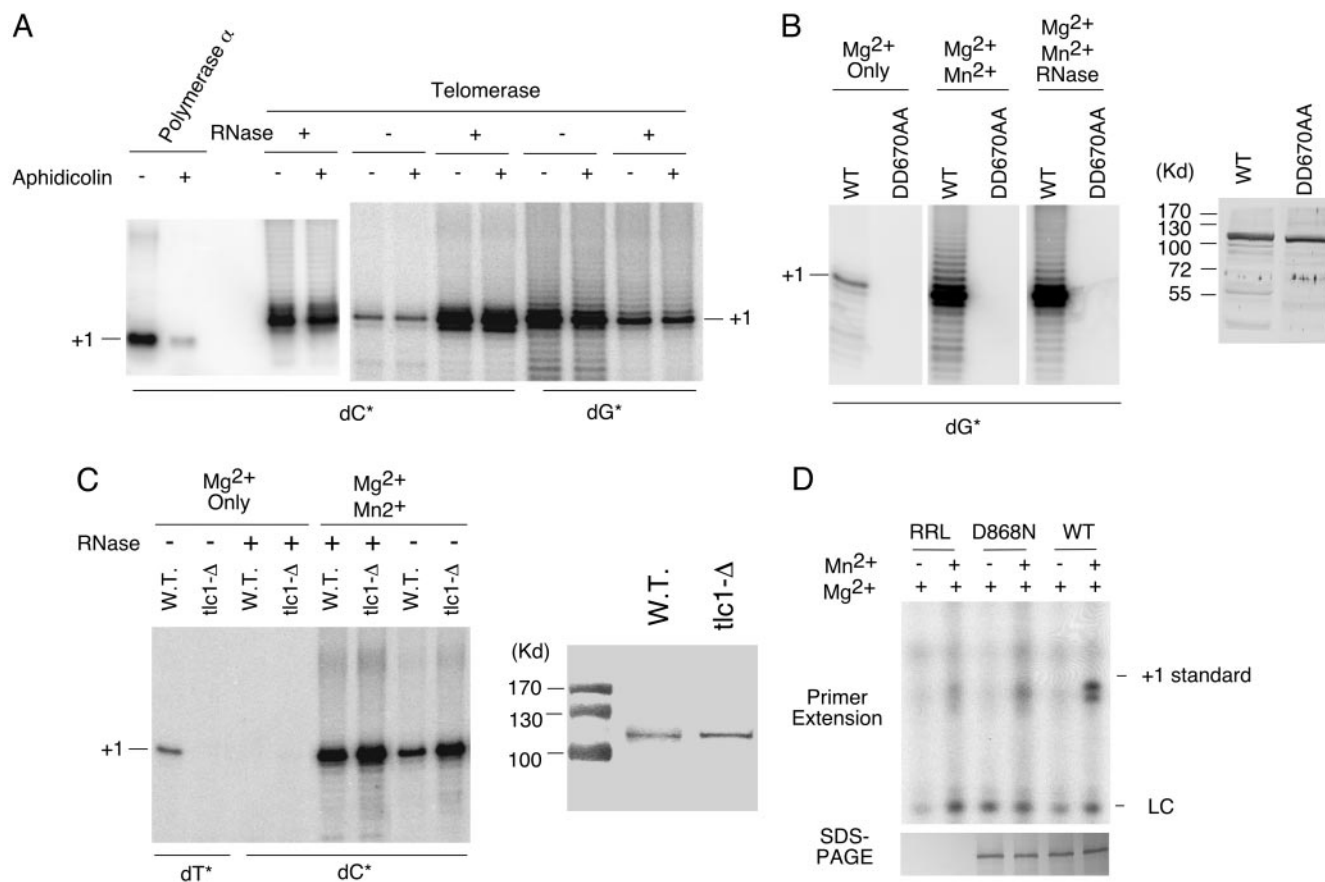 A
Polymerase α
Telomerase
RNase + - + - +
Aphidicolin - + - + - + - + - + - +
+1
+1
dC* dG*
B
Mg2+ Only
Mg2+ Mn2+
Mg2+ Mn2+ RNase
WT DD670AA WT DD670AA WT DD670AA
+1
dG*
(Kd) WT DD670AA
170
130
100
72
55
C
Mg2+ Only
Mg2+ Mn2+
RNase - - + + + + - -
W.T. tlc1-Δ W.T. tlc1-Δ W.T. tlc1-Δ W.T. tlc1-Δ
+1
dT* dC*
(Kd) W.T. tlc1-Δ
170
130
100
D
RRL D868N WT
Mn2+ - + - + - +
Mg2+ + + + + + +
+1 standard
Primer Extension
LC
SDS-PAGE